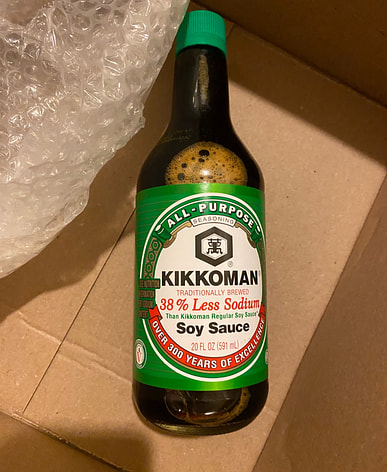 ALL-PURPOSE
SEASONING
萬
®
KIKKOMAN®
TRADITIONALLY BREWED
38% Less Sodium
Than Kikkoman Regular Soy Sauce
Soy Sauce
20 FL OZ (591 mL)
OVER 300 YEARS OF EXCELLENCE